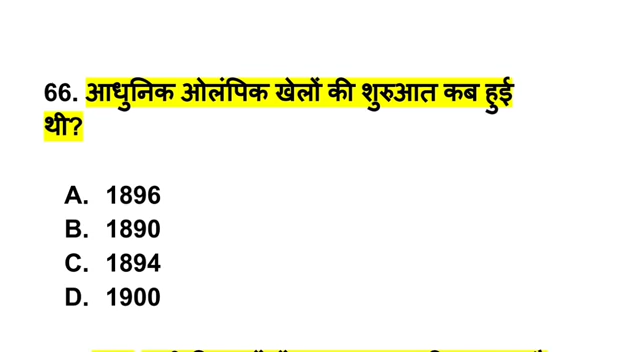 66. आधुनिक ओलंपिक खेलों की शुरुआत कब हुई
थी?
A. 1896
B. 1890
C. 1894
D. 1900